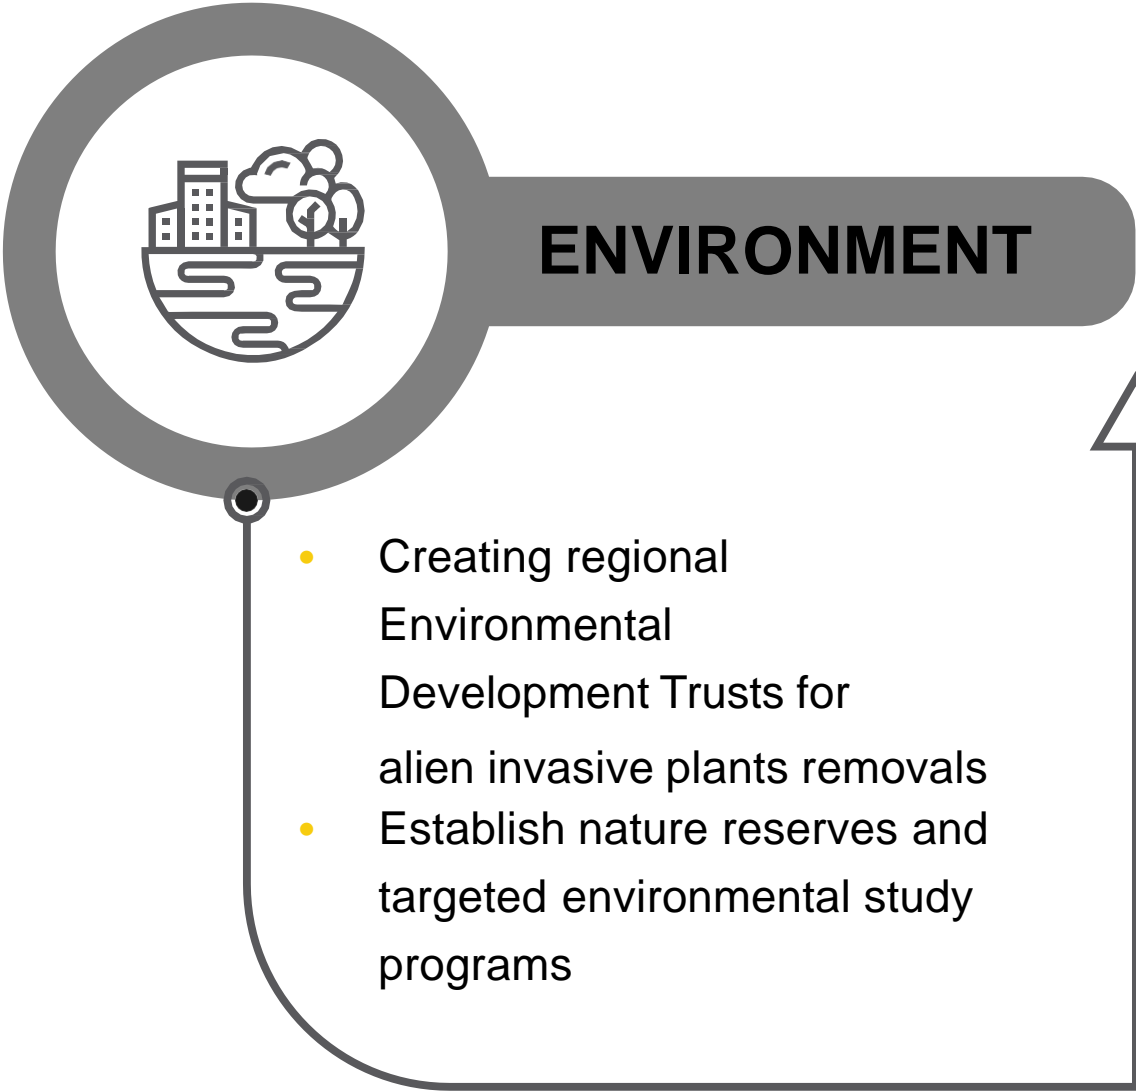 ENVIRONMENT
• Creating regional
Environmental
Development Trusts for
alien invasive plants removals
• Establish nature reserves and
targeted environmental study
programs